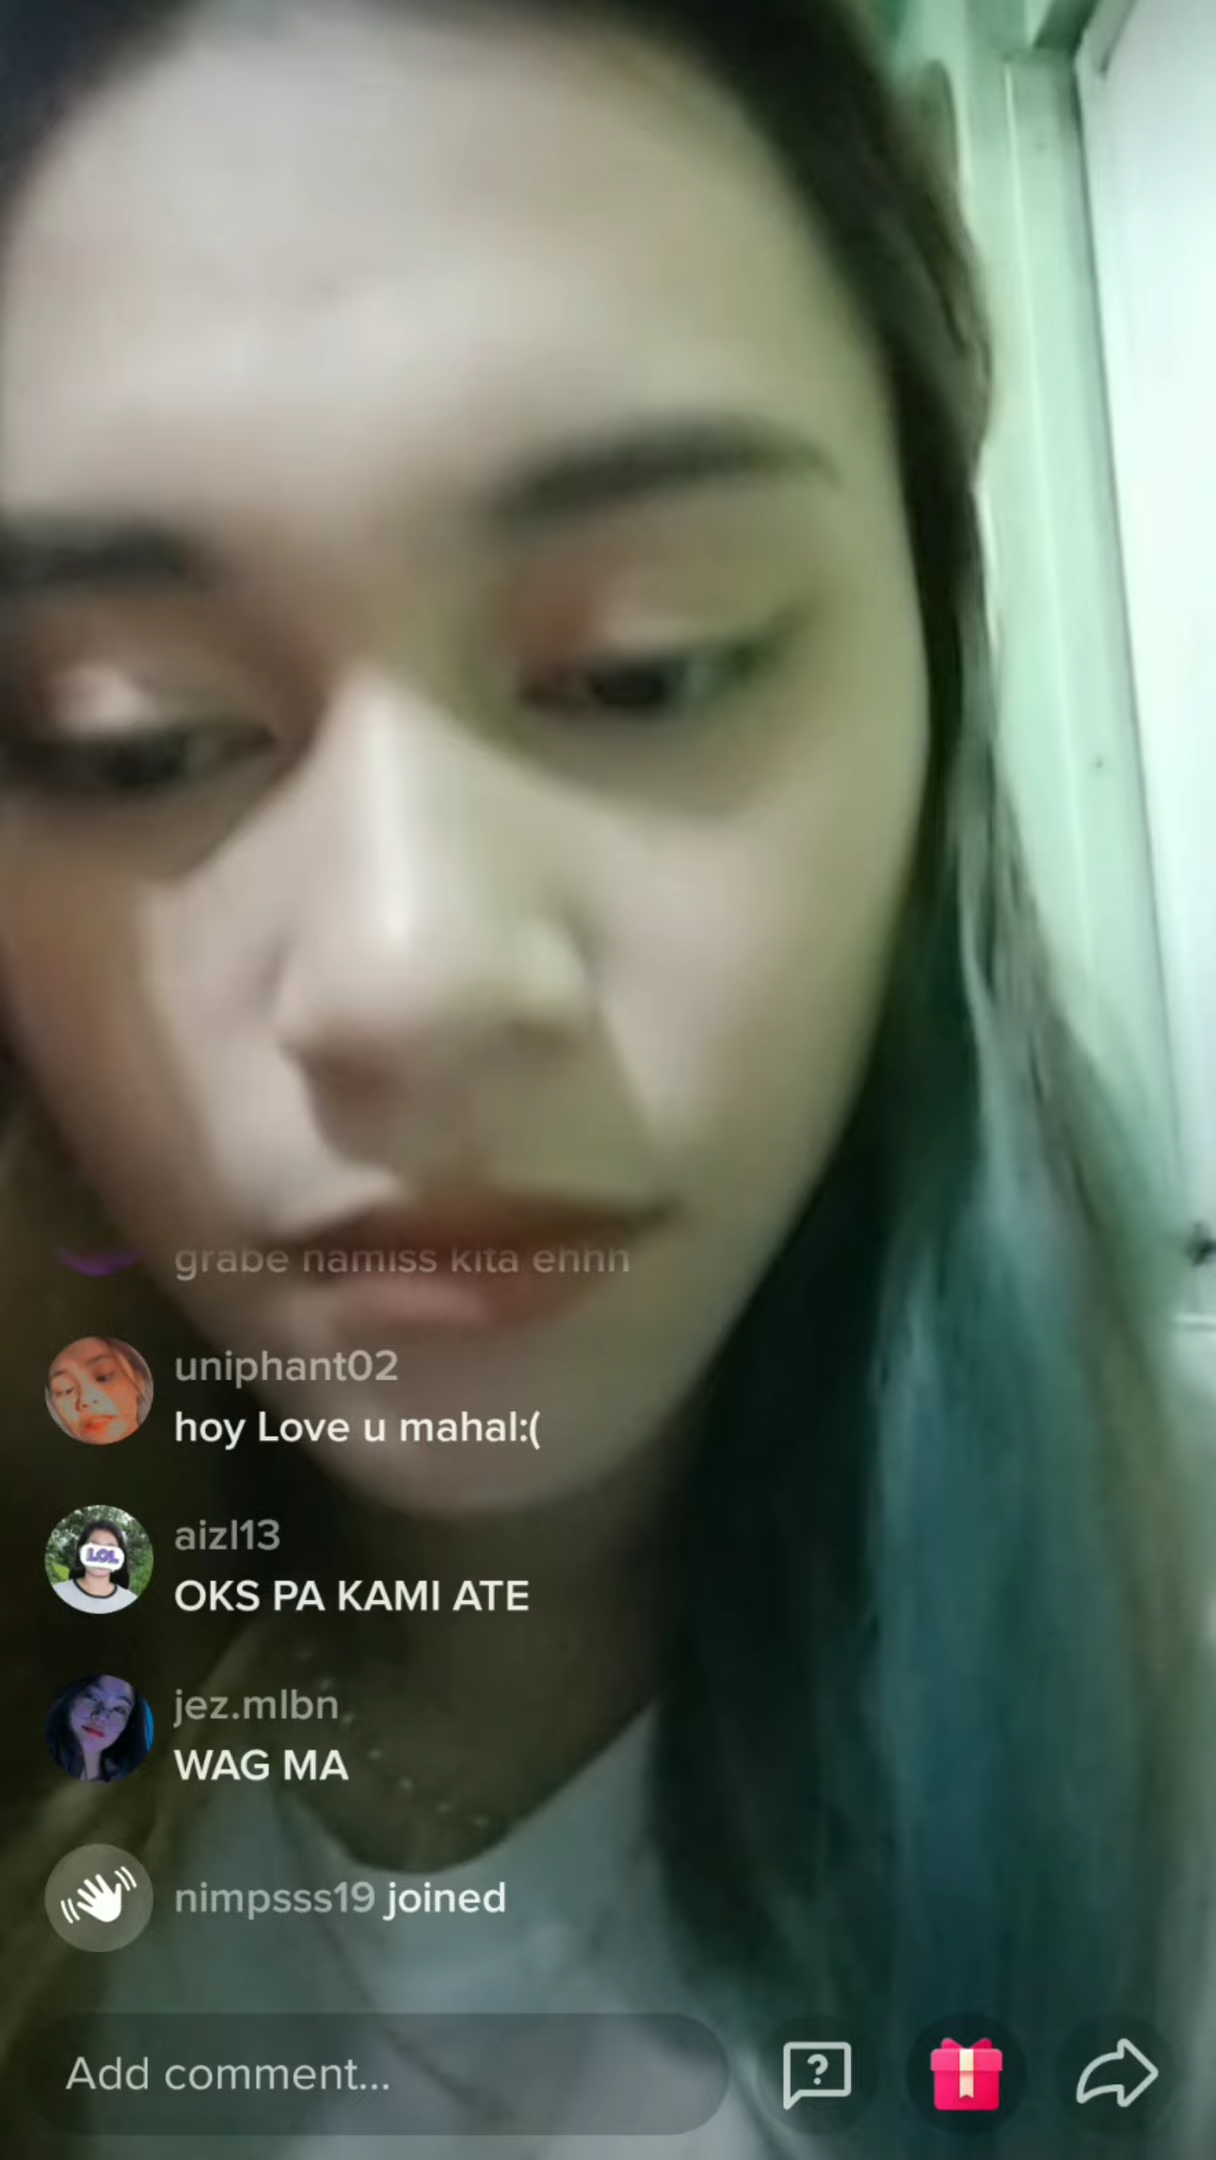 grabe namiss kita ehhh
uniphant02
hoy Love u mahal:(
aizl13
LOL
OKS PA KAMI ATE
jez.mlbn
WAG MA
nimpsss19 joined
Add comment...
?